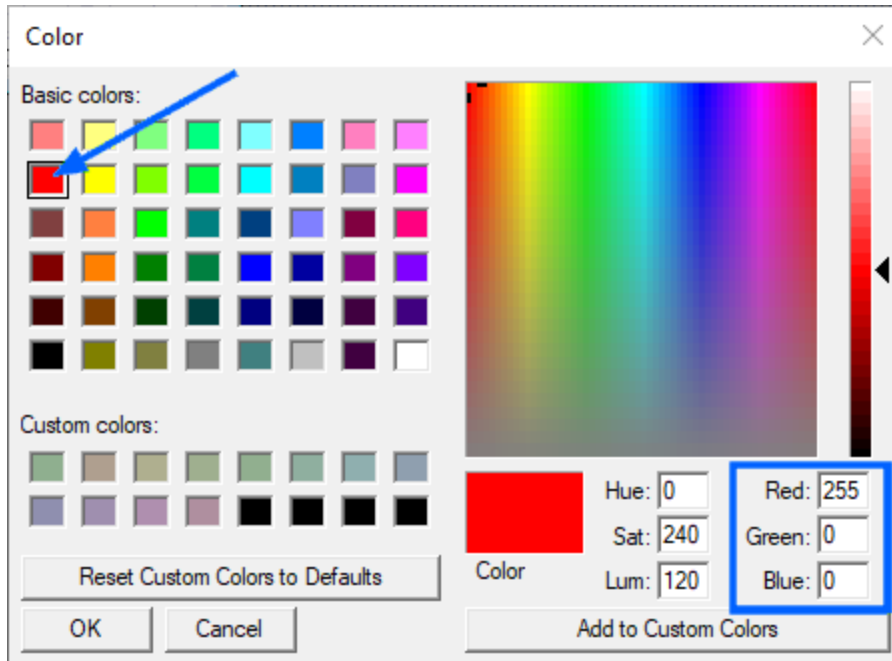 Color
Basic colors:
Custom colors:
Reset Custom Colors to Defaults
OK
Cancel
Color
Hue: 0
Sat: 240
Lum: 120
Red: 255
Green: 0
Blue: 0
Add to Custom Colors